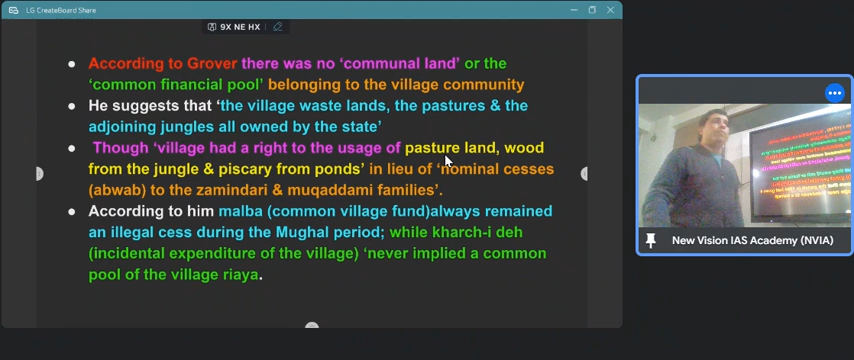 LG CreateBoard Share
9X NE HX
According to Grover there was no ‘communal land’ or the
‘common financial pool’ belonging to the village community
He suggests that ‘the village waste lands, the pastures & the
adjoining jungles all owned by the state’
Though ‘village had a right to the usage of pasture land, wood
from the jungle & piscary from ponds’ in lieu of ‘nominal cesses
(abwab) to the zamindari & muqaddami families’.
According to him malba (common village fund)always remained
an illegal cess during the Mughal period; while kharch-i deh
(incidental expenditure of the village) ‘never implied a common
pool of the village riaya.
New Vision IAS Academy (NVIA)